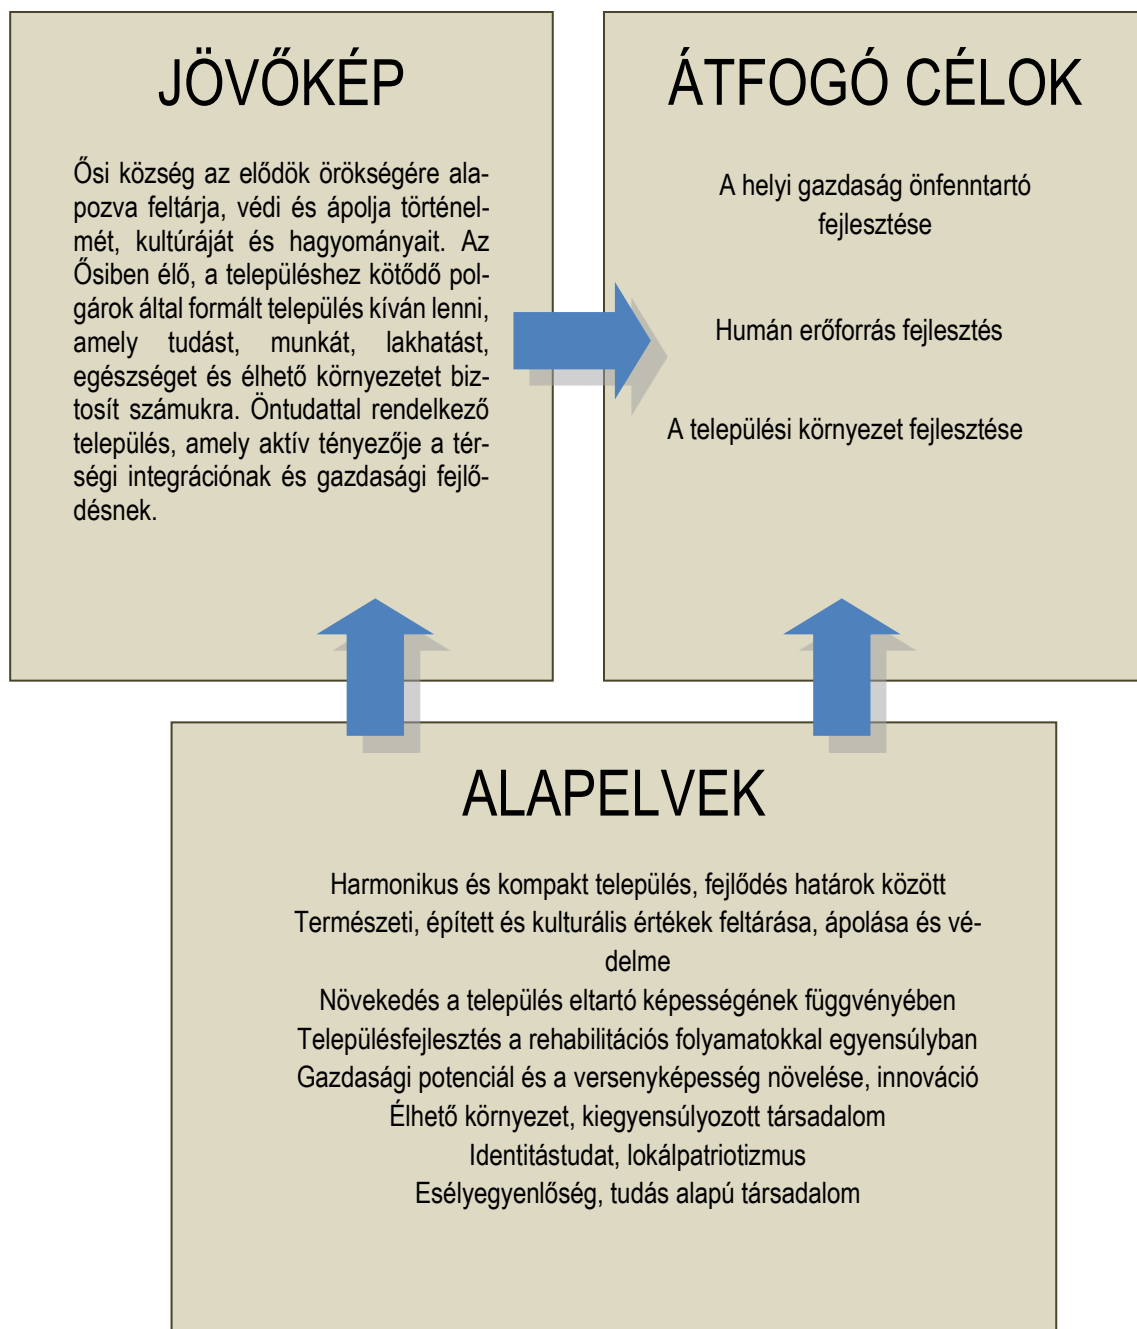 JÖVŐKÉP
Ősi község az elődök örökségére ala-
pozva feltárja, védi és ápolja történel-
mét, kultúráját és hagyományait. Az
Ősiben élő, a településhez kötődő pol-
gárok által formált település kíván lenni,
amely tudást, munkát, lakhatást,
egészséget és élhető környezetet biz-
tosít számukra. Öntudattal rendelkező
település, amely aktív tényezője a tér-
ségi integrációnak és gazdasági fejlő-
désnek.
ÁTFOGÓ CÉLOK
A helyi gazdaság önfenntartó
fejlesztése
Humán erőforrás fejlesztés
A települési környezet fejlesztése
ALAPELVEK
Harmonikus és kompakt település, fejlődés határok között
Természeti, épített és kulturális értékek feltárása, ápolása és vé-
delme
Növekedés a település eltartó képességének függvényében
Településfejlesztés a rehabilitációs folyamatokkal egyensúlyban
Gazdasági potenciál és a versenyképesség növelése, innováció
Élhető környezet, kiegyensúlyozott társadalom
Identitástudat, lokálpatriotizmus
Esélyegyenlőség, tudás alapú társadalom